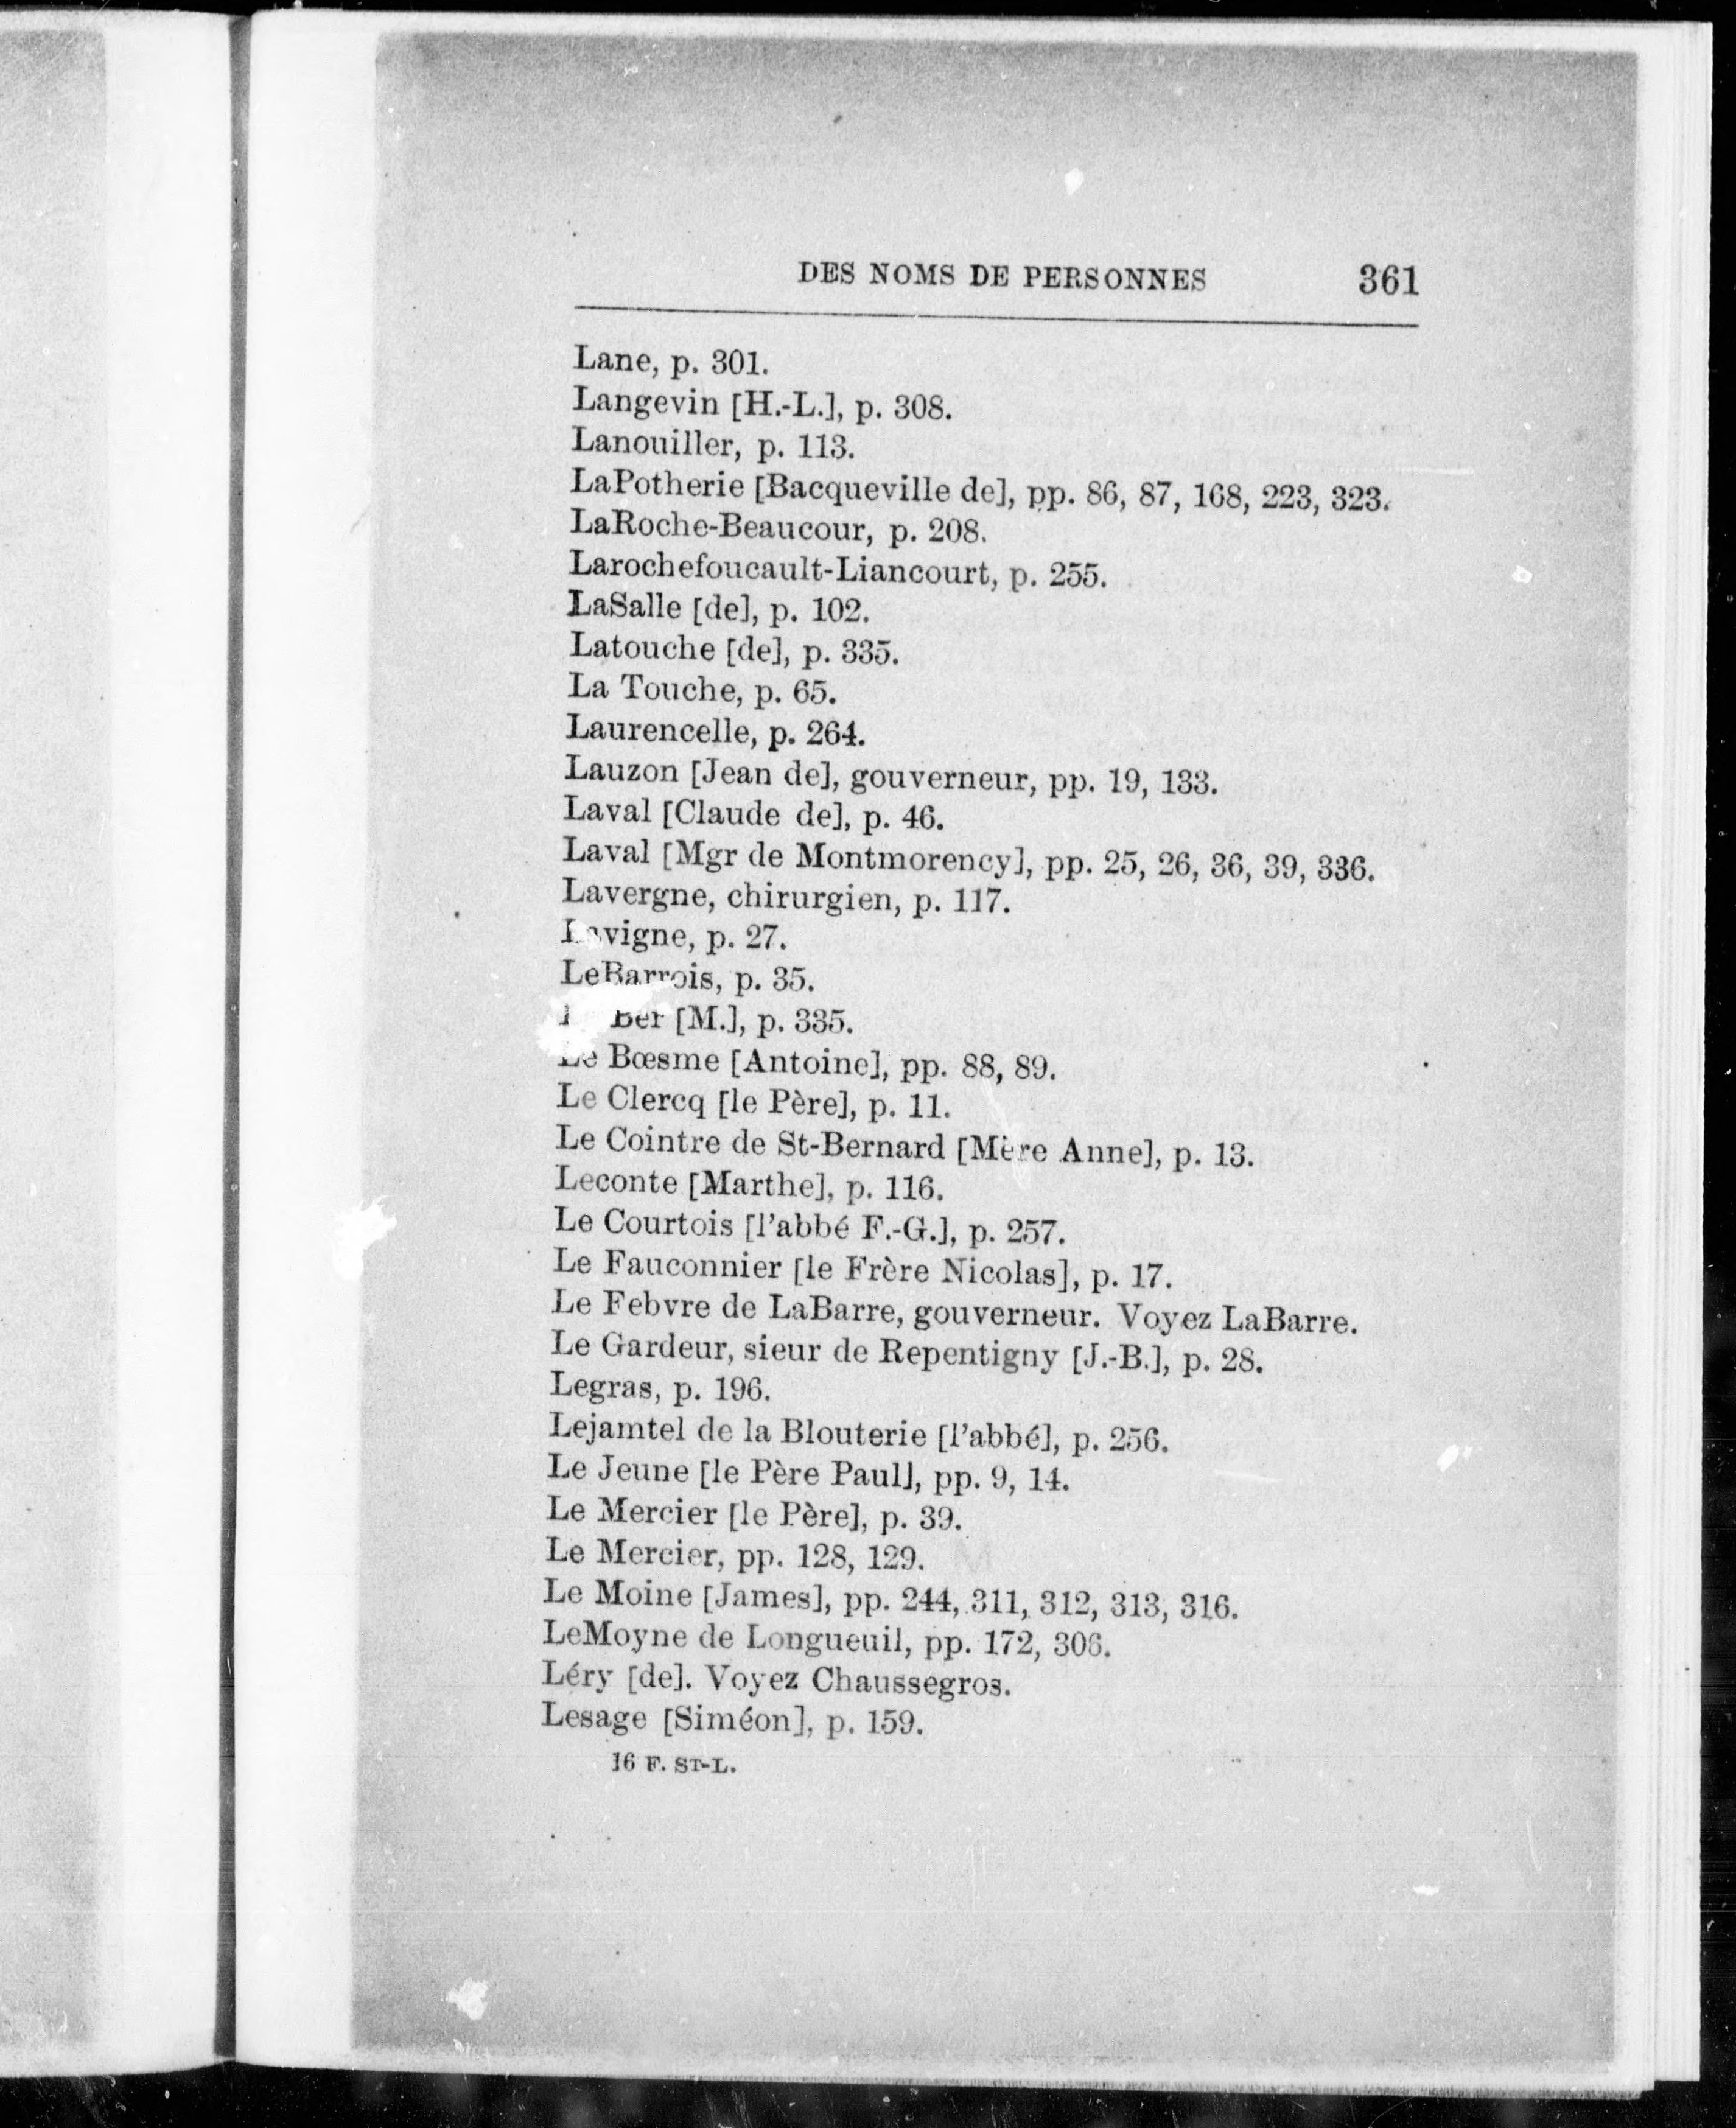 DES NOMS DE PERSONNES 361
Lane, p. 301.
Langevin [H.-L.], p. 308.
Lanouiller, p. 113.
LaPotherie [Bacqueville de], pp. 86, 87, 168, 223, 323.
LaRoche-Beaucour, p. 208.
Larochefoucault-Liancourt, p. 255.
LaSalle [de], p. 102.
Latouche [de], p. 335.
La Touche, p. 65.
Laurencelle, p. 264.
Lauzon [Jean de], gouverneur, pp. 19, 133.
Laval [Claude de], p. 46.
Laval [Mgr de Montmorency], pp. 25, 26, 36, 39, 336.
Lavergne, chirurgien, p. 117.
Lavigne, p. 27.
LeBarrois, p. 35.
Ber [M.], p. 335.
Le Bœsme [Antoine], pp. 88, 89.
Le Clercq [le Père], p. 11.
Le Cointre de St-Bernard [Mère Anne], p. 13.
Leconte [Marthe], p. 116.
Le Courtois [l'abbé F.-G.], p. 257.
Le Fauconnier [le Frère Nicolas], p. 17.
Le Febvre de LaBarre, gouverneur. Voyez LaBarre.
Le Gardeur, sieur de Repentigny [J.-B.], p. 28.
Legras, p. 196.
Lejamtel de la Blouterie [l'abbé], p. 256.
Le Jeune [le Père Paul], pp. 9, 14.
Le Mercier [le Père], p. 39.
Le Mercier, pp. 128, 129.
Le Moine [James], pp. 244, 311, 312, 313, 316.
LeMoyne de Longueuil, pp. 172, 306.
Léry [de]. Voyez Chaussegros.
Lesage [Siméon], p. 159.
16 F. ST-L.